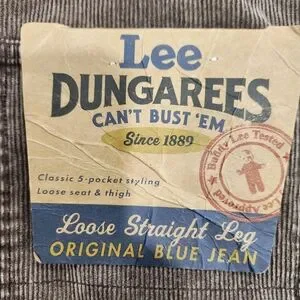 Lee
DUNGAREES
CAN'T BUST 'EM
Since 1889
Classic 5-pocket styling
Loose seat & thigh
Buddy Lee Tested
Lee Approved
Loose Straight Leg
ORIGINAL BLUE JEAN